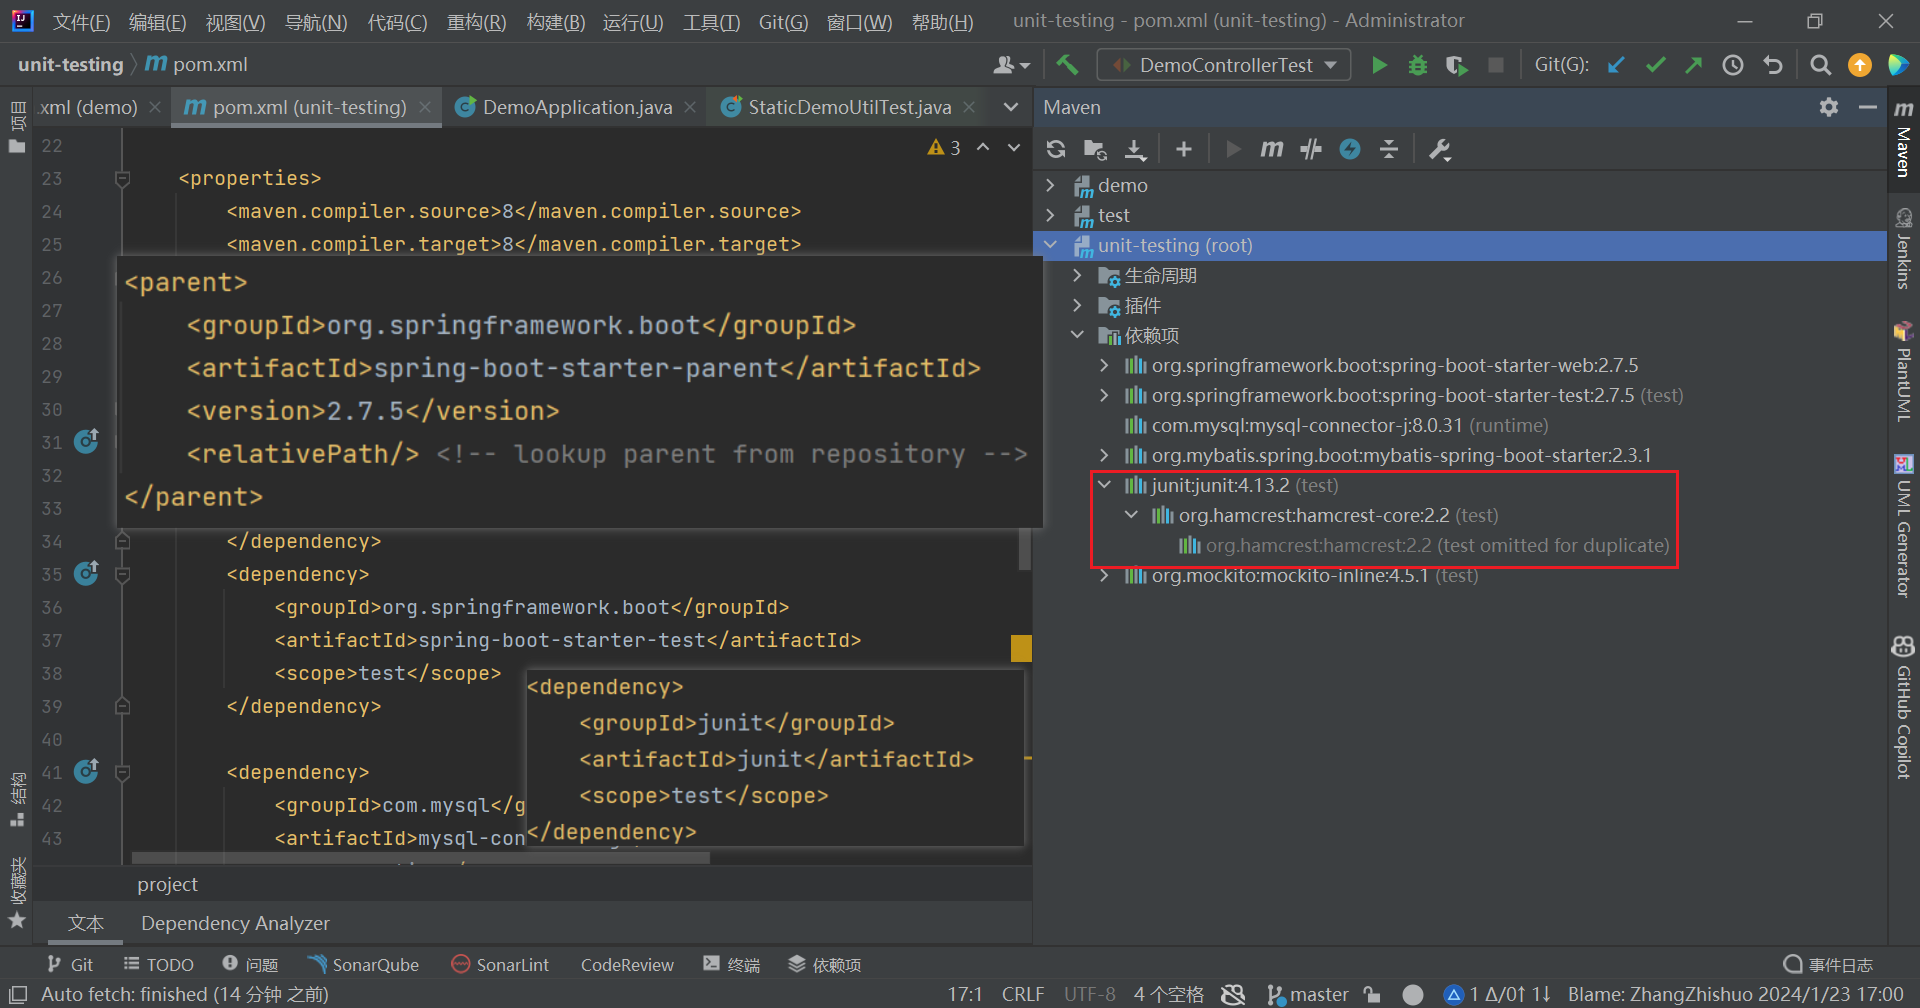 文件(F) 编辑(E) 视图(V) 导航(N) 代码(C) 重构(R) 构建(B) 运行(U) 工具(T) Git(G) 窗口(W) 帮助(H) unit-testing - pom.xml (unit-testing) - Administrator
unit-testing m pom.xml DemoControllerTest Git(G):
.xml (demo) m pom.xml (unit-testing) DemoApplication.java StaticDemoUtilTest.java
Maven
3
22
23 <properties>
24 <maven.compiler.source>8</maven.compiler.source>
25 <maven.compiler.target>8</maven.compiler.target>
26
27
28
29
30
31
32
33
<parent>
<groupId>org.springframework.boot</groupId>
<artifactId>spring-boot-starter-parent</artifactId>
<version>2.7.5</version>
<relativePath/> <!-- lookup parent from repository -->
</parent>
34 </dependency>
35 <dependency>
36 <groupId>org.springframework.boot</groupId>
37 <artifactId>spring-boot-starter-test</artifactId>
38 <scope>test</scope>
39 </dependency>
40
41 <dependency>
42 <groupId>com.mysql</g
43 <artifactId>mysql-con
<dependency>
<groupId>junit</groupId>
<artifactId>junit</artifactId>
<scope>test</scope>
</dependency>
project
文本 Dependency Analyzer
demo
test
unit-testing (root)
生命周期
插件
依赖项
org.springframework.boot:spring-boot-starter-web:2.7.5
org.springframework.boot:spring-boot-starter-test:2.7.5 (test)
com.mysql:mysql-connector-j:8.0.31 (runtime)
org.mybatis.spring.boot:mybatis-spring-boot-starter:2.3.1
junit:junit:4.13.2 (test)
org.hamcrest:hamcrest-core:2.2 (test)
org.hamcrest:hamcrest:2.2 (test omitted for duplicate)
org.mockito:mockito-inline:4.5.1 (test)
项目
结构
收藏夹
Maven
Jenkins
PlantUML
UML Generator
GitHub Copilot
Git TODO 问题 SonarQube SonarLint CodeReview 终端 依赖项 事件日志
Auto fetch: finished (14 分钟 之前) 17:1 CRLF UTF-8 4 个空格 master 1 Δ/0↑ 1↓ Blame: ZhangZhishuo 2024/1/23 17:00